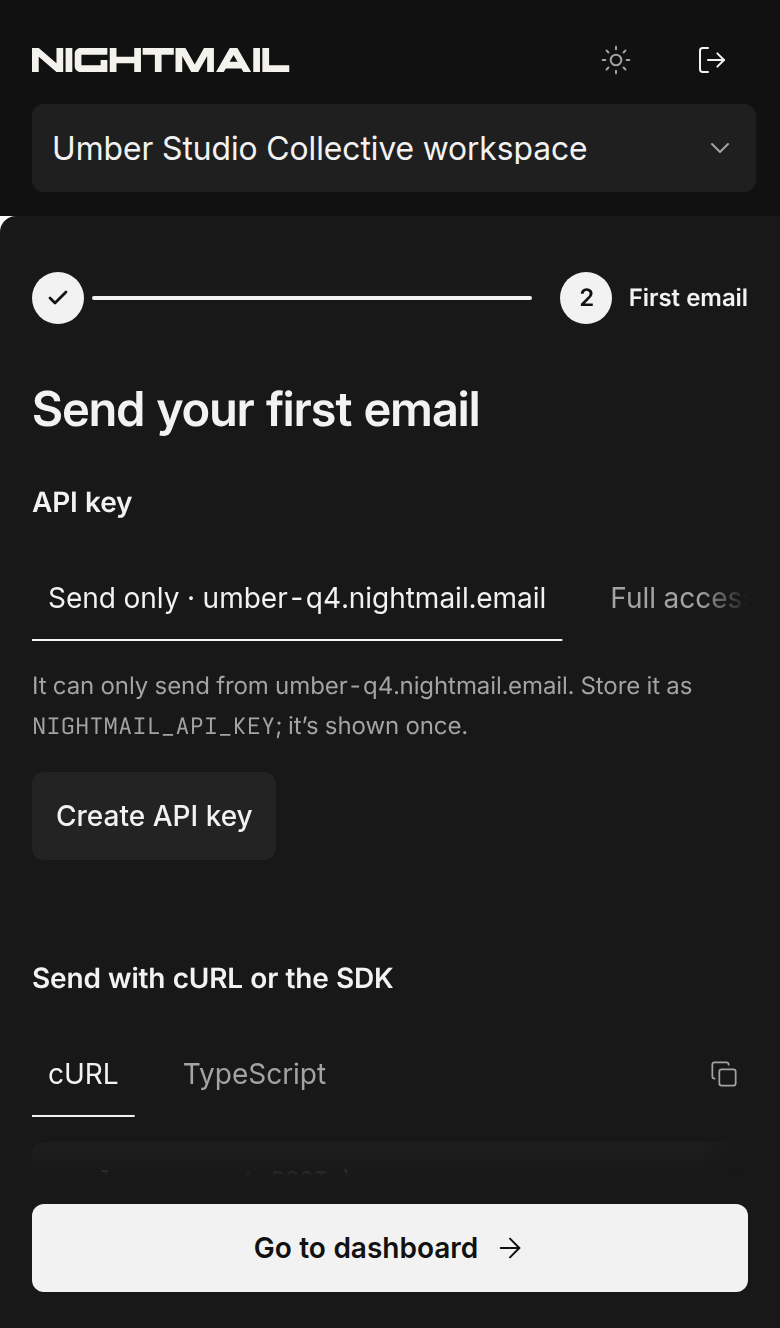 NIGHTMAIL
Umber Studio Collective workspace
2 First email
Send your first email
API key
Send only · umber-q4.nightmail.email Full access
It can only send from umber-q4.nightmail.email. Store it as
NIGHTMAIL_API_KEY; it’s shown once.
Create API key
Send with cURL or the SDK
cURL TypeScript
Go to dashboard